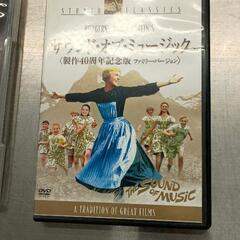 STUDIO CLASSICS
サウンド・オブ・ミュージック
〈製作40周年記念版 ファミリーバージョン〉
THE SOUND OF MUSIC
DVD
A TRADITION OF GREAT FILMS